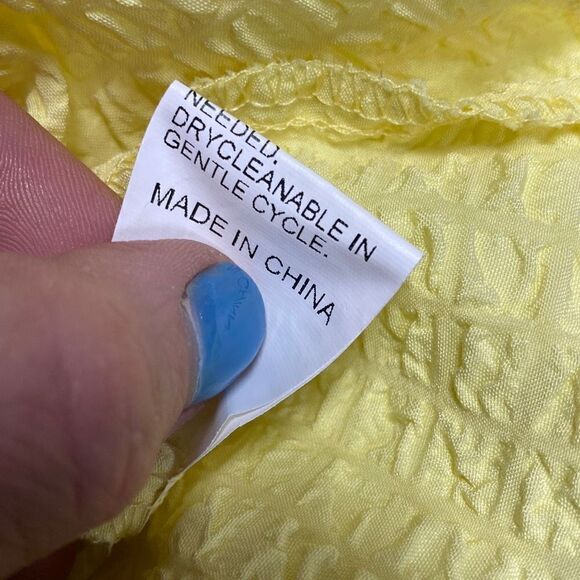 NEEDED.
DRYCLEANABLE IN
GENTLE CYCLE.
MADE IN CHINA